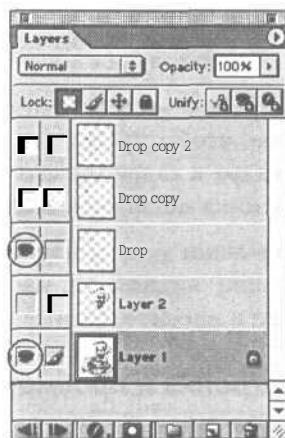 Layers
Normal Opacity: 100%
Lock: Unify:
Drop copy 2
Drop copy
Drop
Layer 2
Layer 1